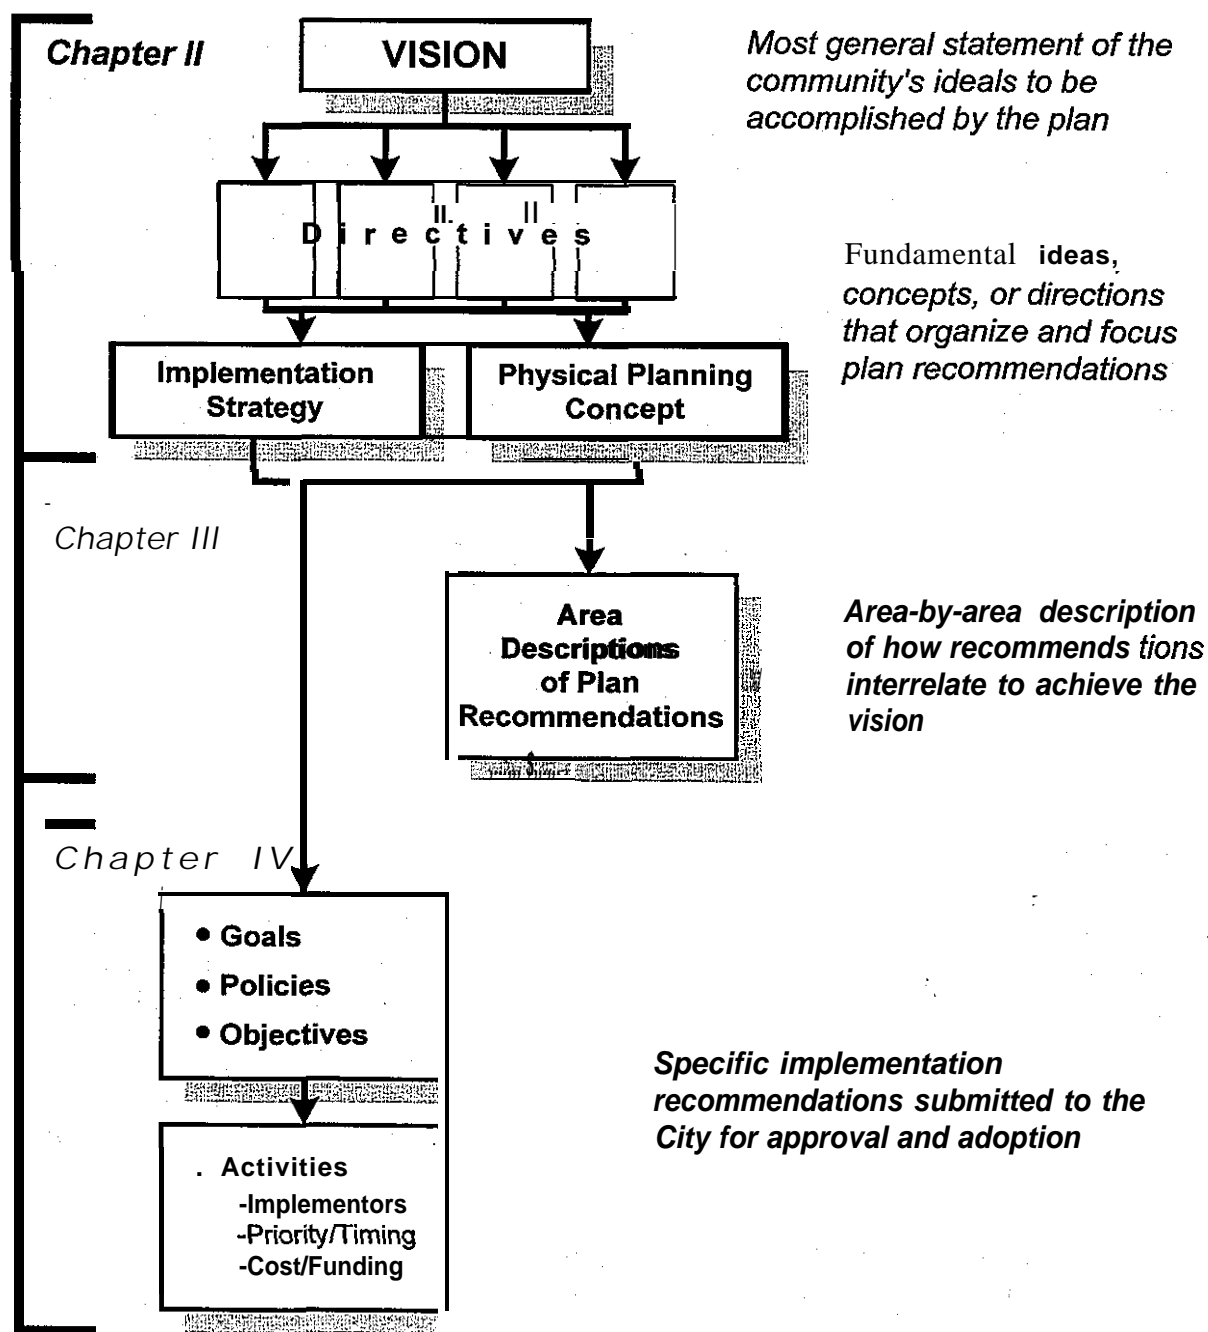 Chapter II
VISION
Most general statement of the
community's ideals to be
accomplished by the plan
II. II
Directives
Fundamental ideas,
concepts, or directions
that organize and focus
plan recommendations
Implementation
Strategy
Physical Planning
Concept
Chapter III
Area
Descriptions
of Plan
Recommendations
Area-by-area description
of how recommends tions
interrelate to achieve the
vision
Chapter IV
• Goals
• Policies
• Objectives
Specific implementation
recommendations submitted to the
City for approval and adoption
. Activities
-Implementors
-Priority/Timing
-Cost/Funding